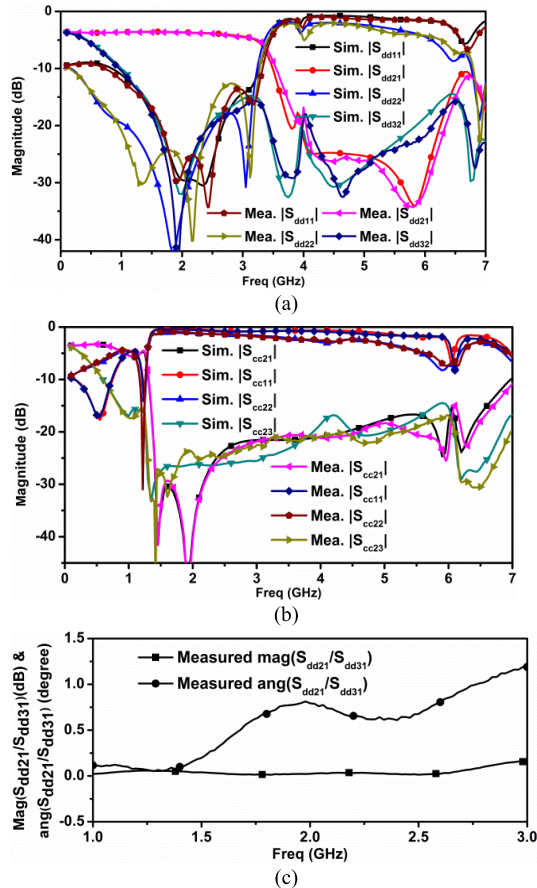 0
-10
-20
-30
-40
Magnitude (dB)
Sim. |Sdd11|
Sim. |Sdd21|
Sim. |Sdd22|
Sim. |Sdd32|
Mea. |Sdd11|
Mea. |Sdd21|
Mea. |Sdd22|
Mea. |Sdd32|
0 1 2 3 4 5 6 7
Freq (GHz)
(a)
0
-10
-20
-30
-40
Magnitude (dB)
Sim. |Scc21|
Sim. |Scc11|
Sim. |Scc22|
Sim. |Scc23|
Mea. |Scc21|
Mea. |Scc11|
Mea. |Scc22|
Mea. |Scc23|
0 1 2 3 4 5 6 7
Freq (GHz)
(b)
1.5
1.0
0.5
0.0
-0.5
Mag(Sdd21/Sdd31)(dB) &
ang(Sdd21/Sdd31) (degree)
Measured mag(Sdd21/Sdd31)
Measured ang(Sdd21/Sdd31)
1.0 1.5 2.0 2.5 3.0
Freq (GHz)
(c)